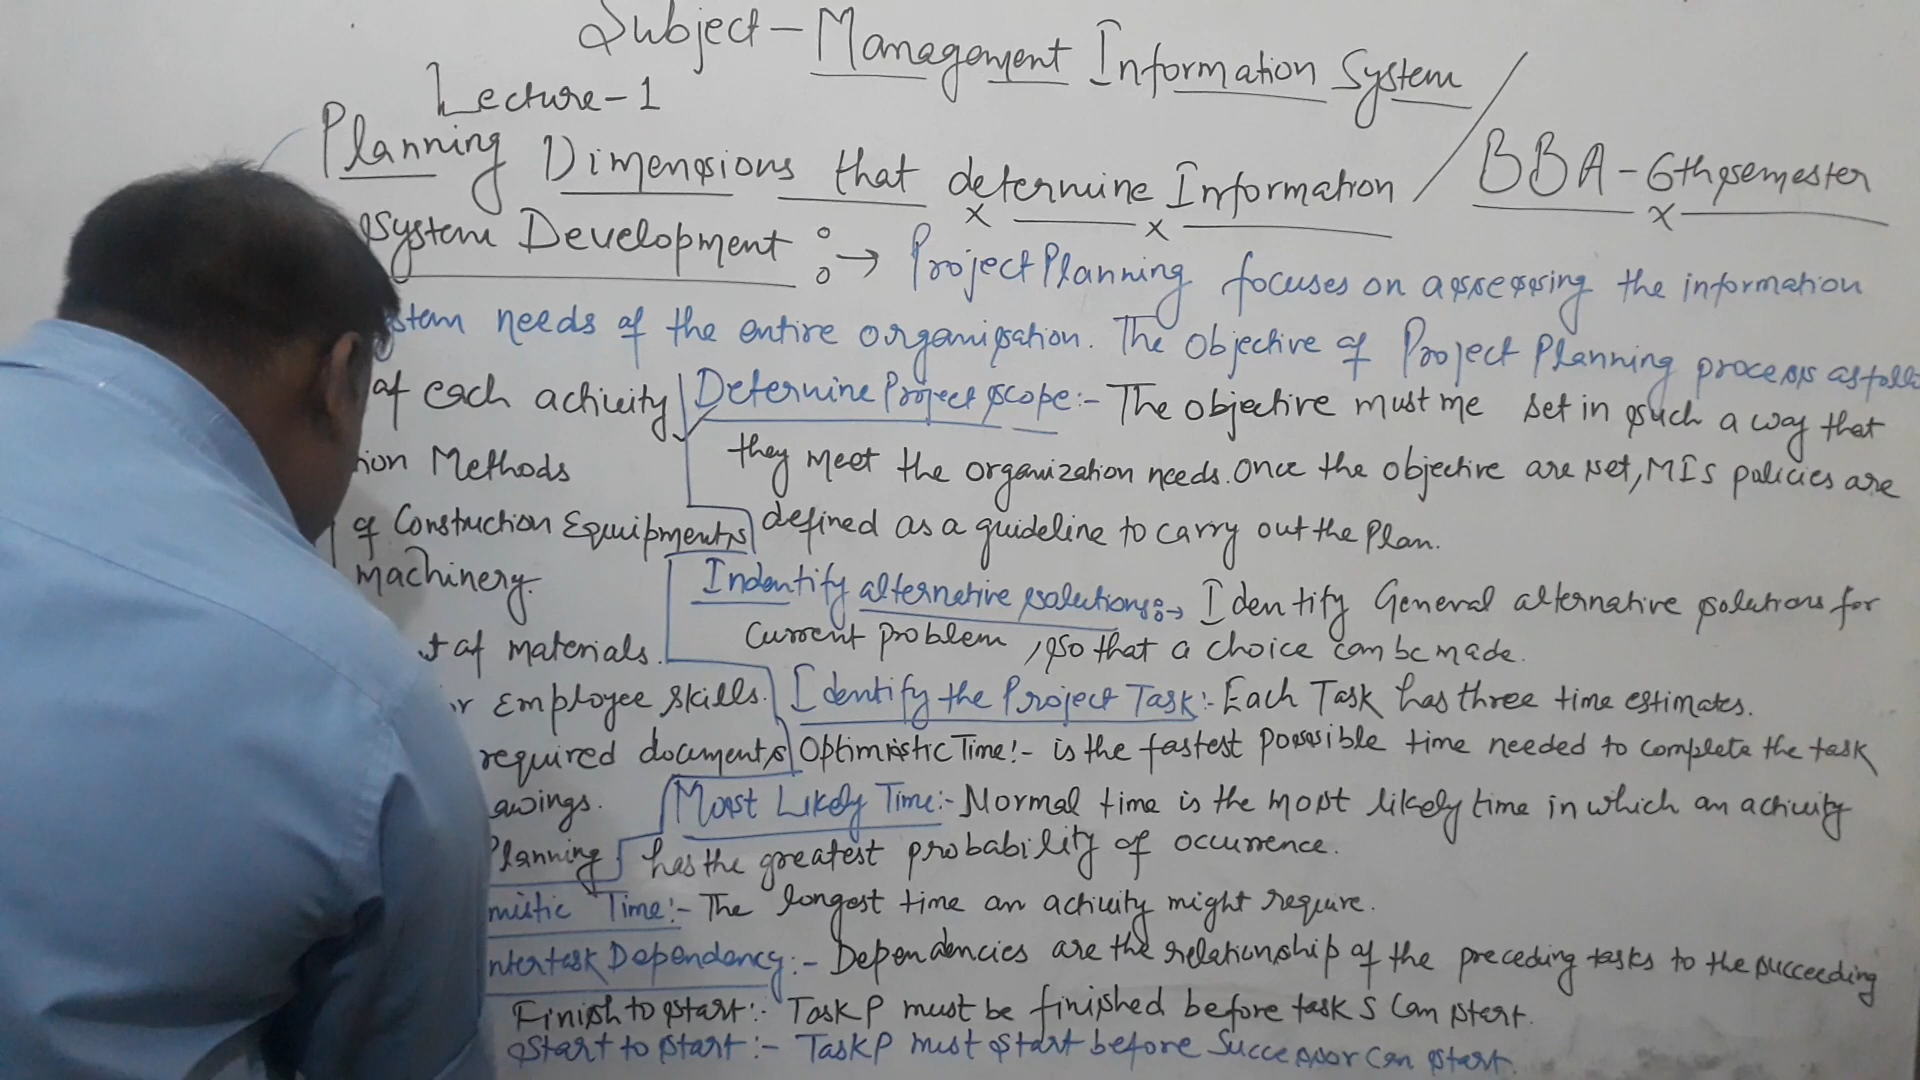 Subject - Management Information System
Lecture-1
Planning Dimensions that determine Information / BBA - 6th semester
System Development :→ Project Planning focuses on assessing the information
stem needs of the entire organisation. The Objective of Project Planning process as follo
of each activity
Determine Project scope:- The objective must me set in such a way that
they meet the organization needs. Once the objective are set, MIS policies are
defined as a guideline to carry out the Plan.
ion Methods
of Construction Equipments
machinery.
Indentify alternative solutions:→ Identify General alternative solutions for
current problem, so that a choice can be made.
t of materials.
r Employee skills.
Identify the Project Task:- Each Task has three time estimates.
required documents
Optimistic Time:- is the fastest possible time needed to complete the task
awings.
Most Likely Time:- Normal time is the most likely time in which an activity
has the greatest probability of occurrence.
Planning
mistic Time:- The longest time an activity might require.
ntertask Dependency:- Dependencies are the relationship of the preceding tasks to the succeeding
Finish to start:- Task P must be finished before task S can start.
Start to start:- Task P must start before Successor can start.